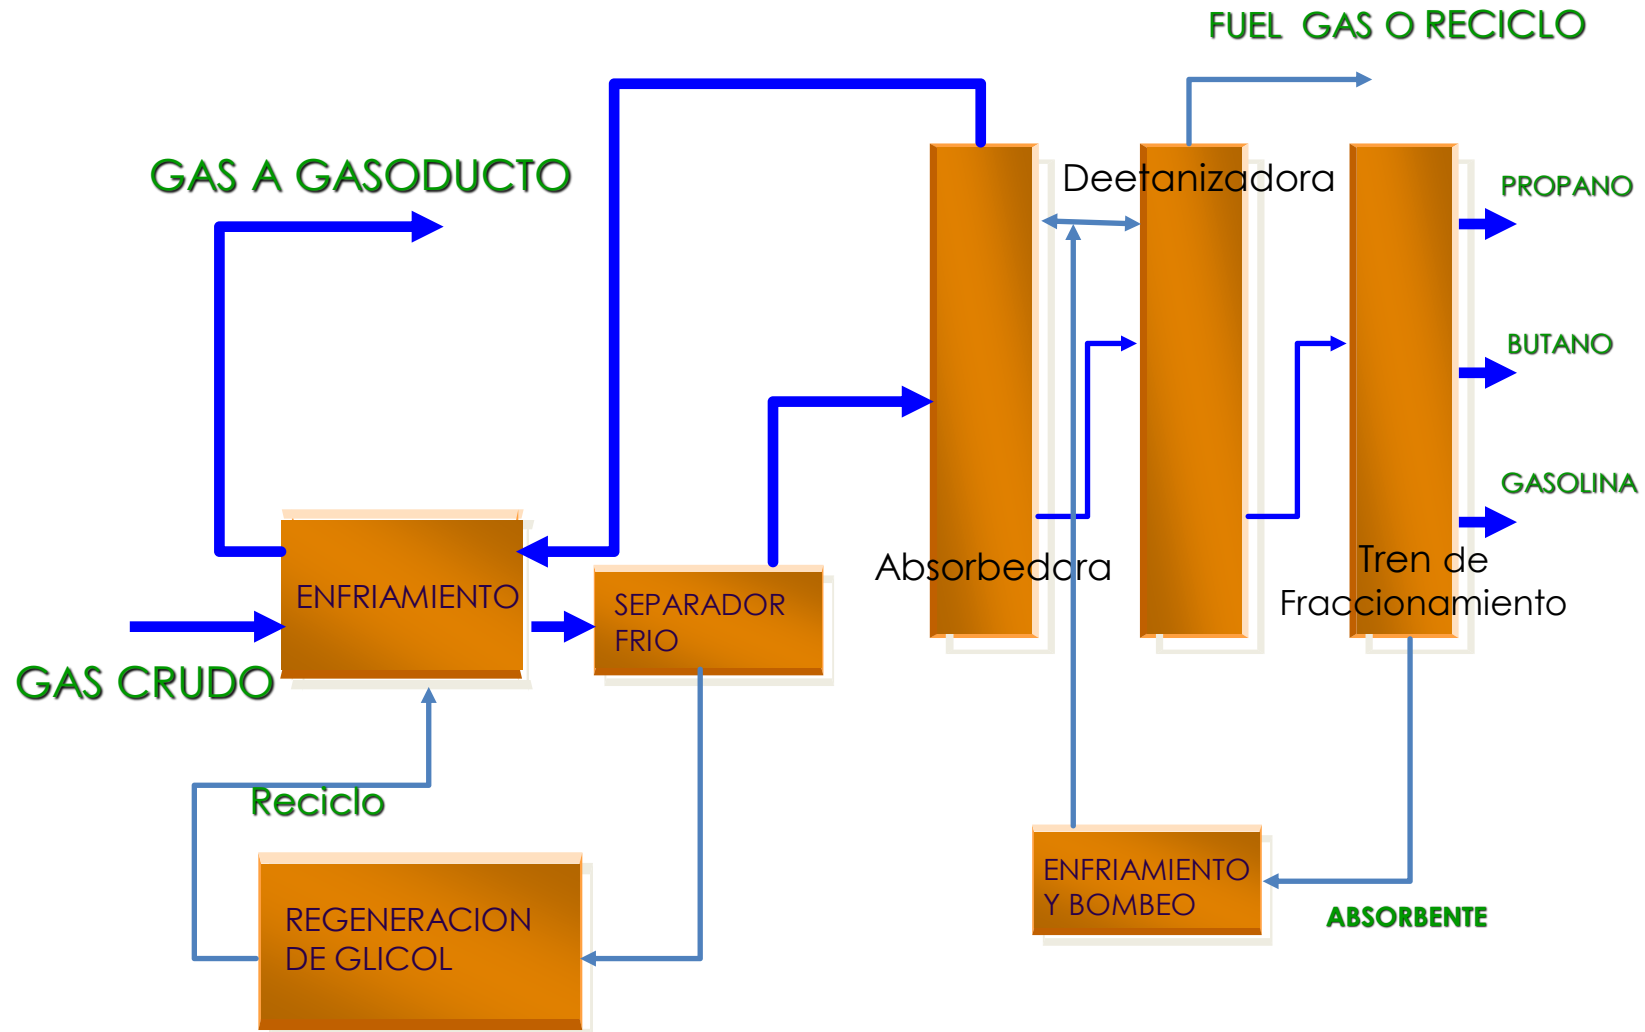 FUEL GAS O RECICLO
GAS A GASODUCTO
Deetanizadora
PROPANO
BUTANO
GASOLINA
Absorbedora
Tren de
Fraccionamiento
ENFRIAMIENTO
SEPARADOR
FRIO
GAS CRUDO
Reciclo
ENFRIAMIENTO
Y BOMBEO
ABSORBENTE
REGENERACION
DE GLICOL